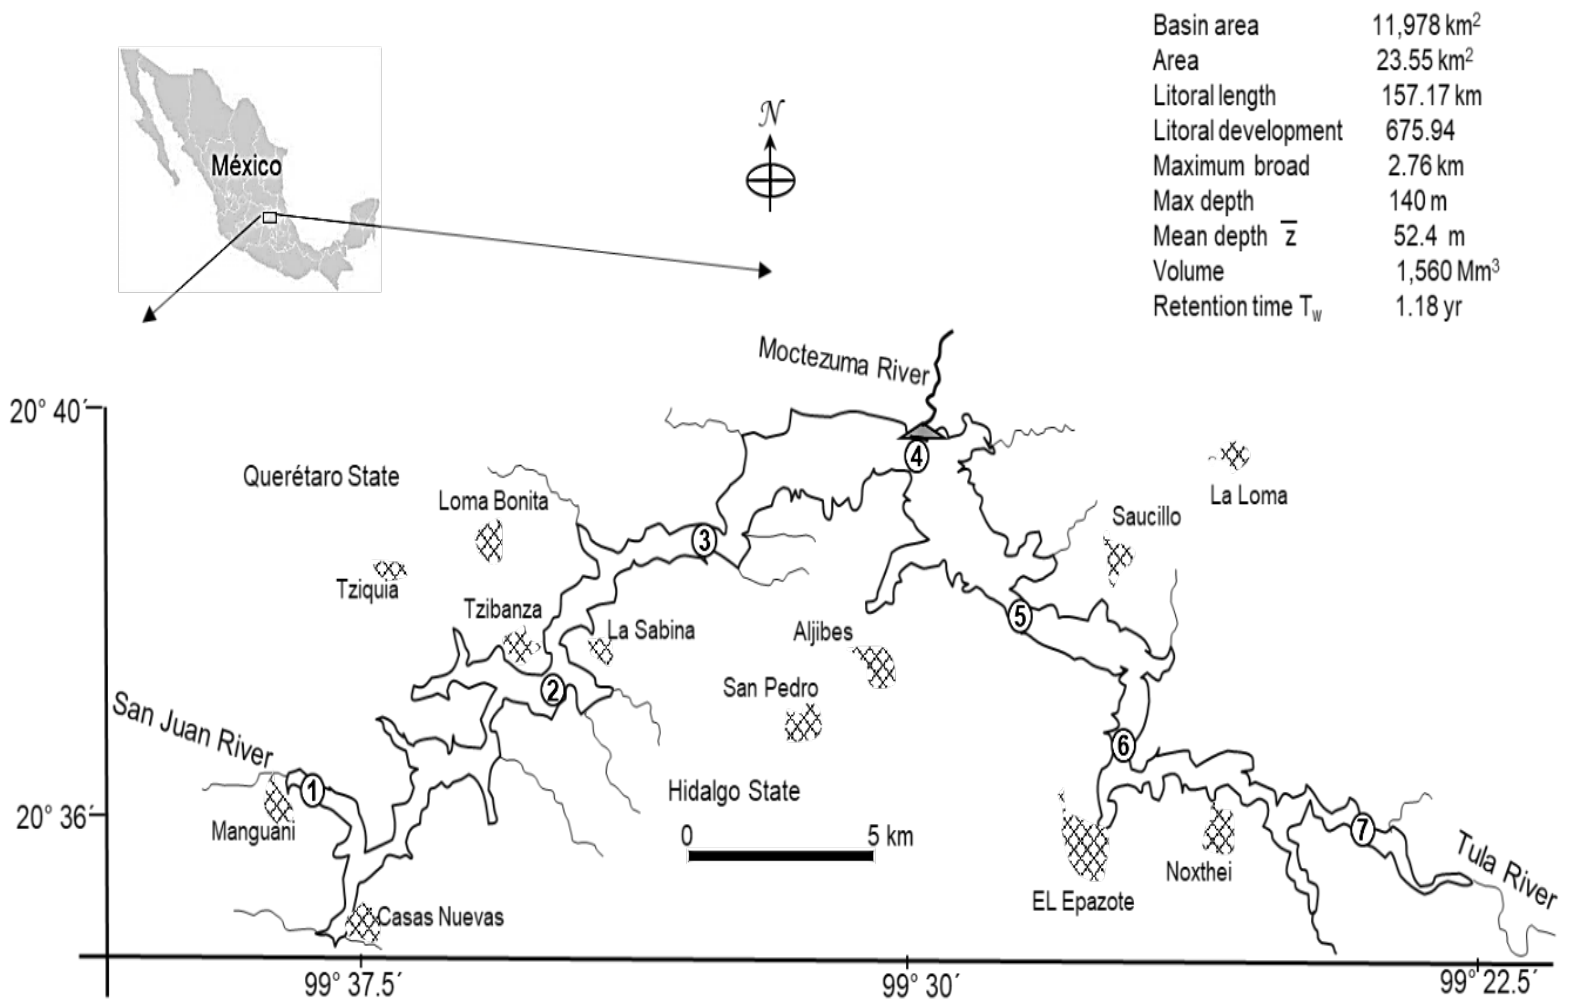 Basin area 11,978 km²
Area 23.55 km²
Litoral length 157.17 km
Litoral development 675.94
Maximum broad 2.76 km
Max depth 140 m
Mean depth z̅ 52.4 m
Volume 1,560 Mm³
Retention time Tw 1.18 yr
México
N
Moctezuma River
20° 40´
4
Querétaro State
Loma Bonita
La Loma
Saucillo
3
Tziquia
Tzibanza
La Sabina
Aljibes
5
San Pedro
2
San Juan River
6
1
Hidalgo State
20° 36´
Manguani
0 5 km
7
Tula River
Noxthei
EL Epazote
Casas Nuevas
99° 37.5´ 99° 30´ 99° 22.5´